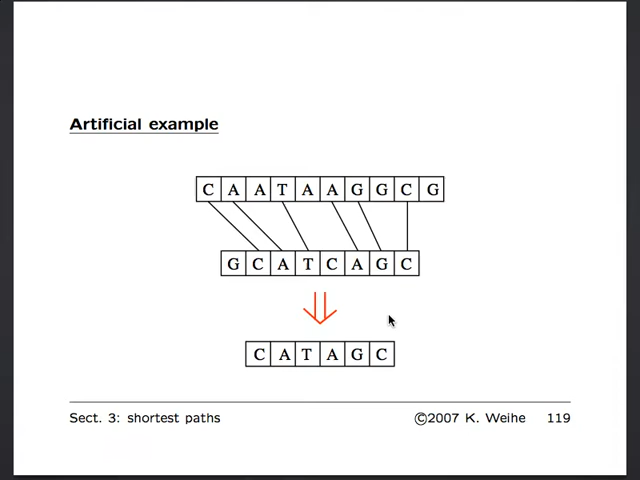 Artificial example
C A A T A A G G C G
G C A T C A G C
C A T A G C
Sect. 3: shortest paths ©2007 K. Weihe 119